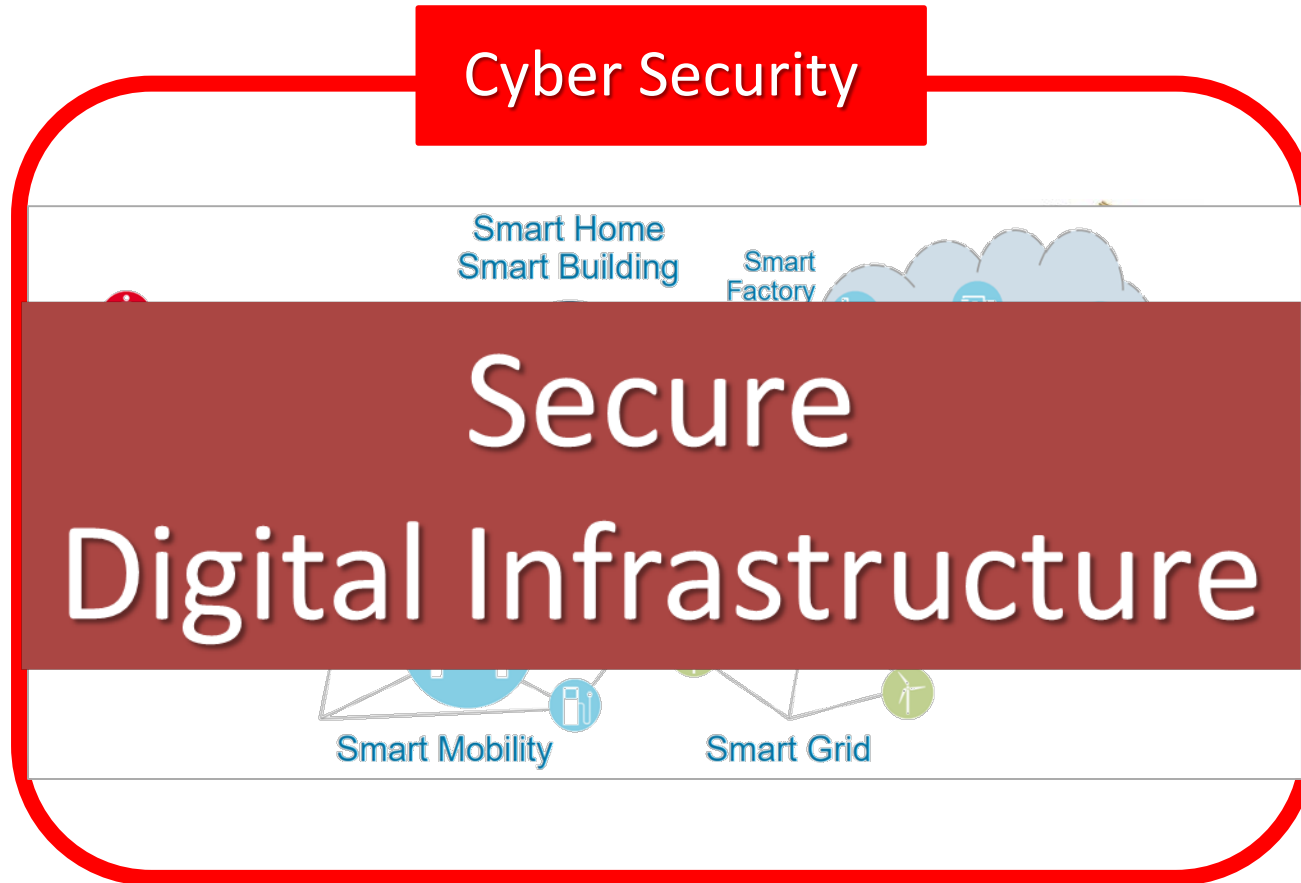 Cyber Security
Smart Home
Smart Building
Smart
Factory
Secure
Digital Infrastructure
Smart Mobility
Smart Grid